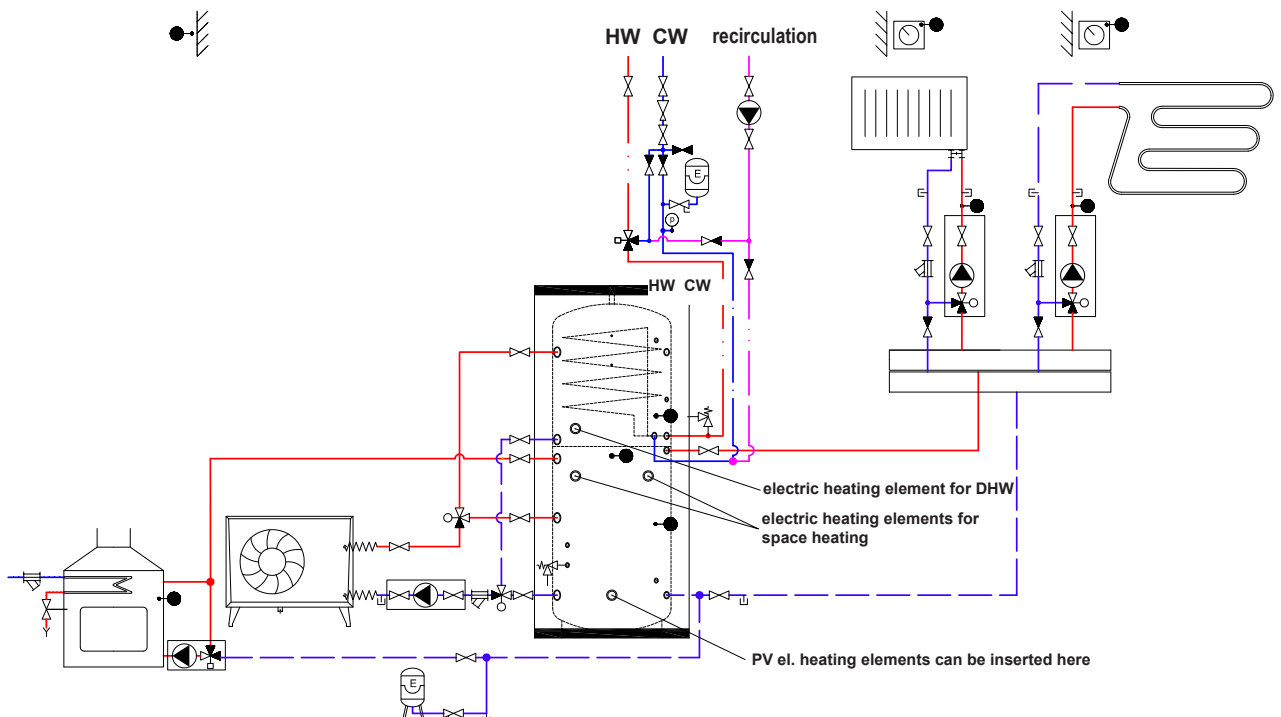 HW CW recirculation
E
P
HW CW
electric heating element for DHW
electric heating elements for
space heating
PV el. heating elements can be inserted here
E